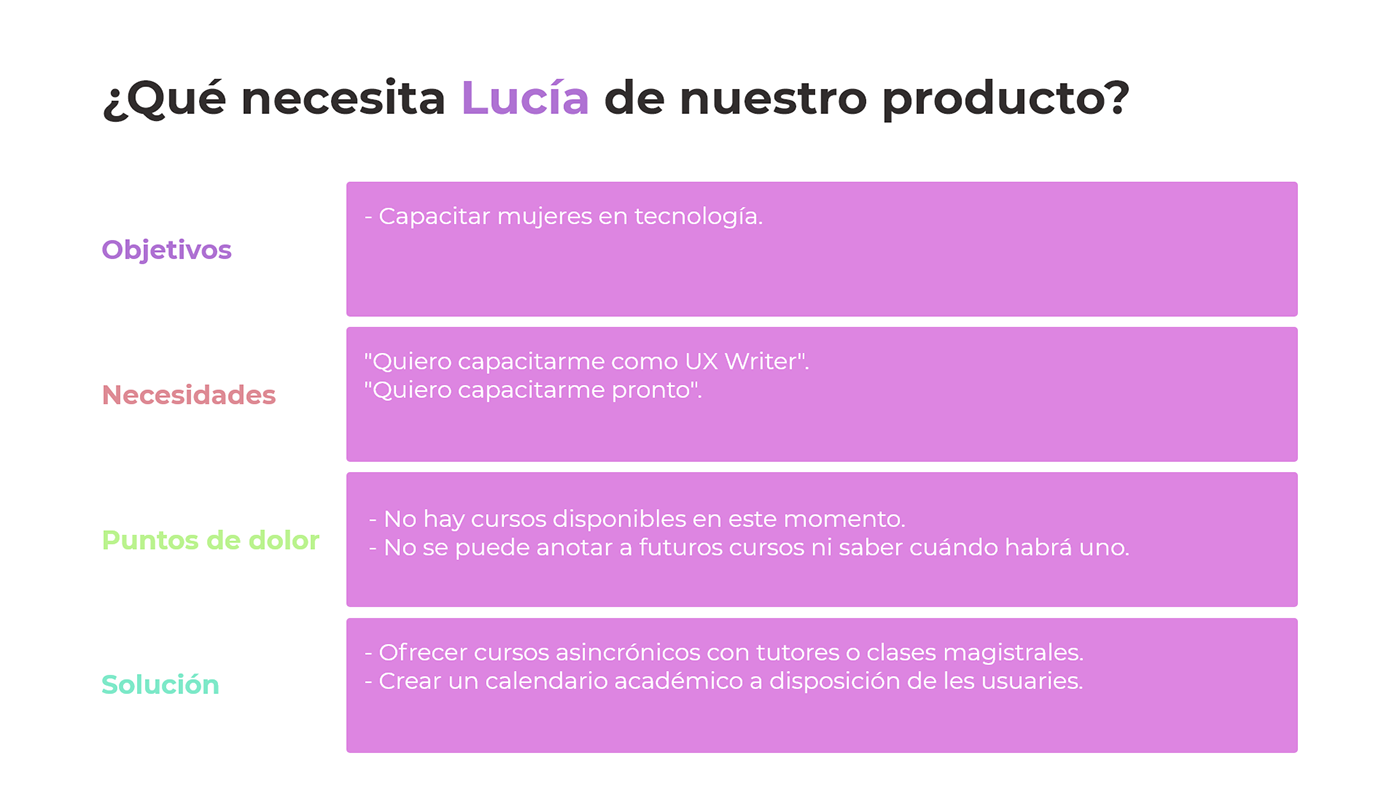 ¿Qué necesita Lucía de nuestro producto?
Objetivos
- Capacitar mujeres en tecnología.
Necesidades
"Quiero capacitarme como UX Writer".
"Quiero capacitarme pronto".
Puntos de dolor
- No hay cursos disponibles en este momento.
- No se puede anotar a futuros cursos ni saber cuándo habrá uno.
Solución
- Ofrecer cursos asincrónicos con tutores o clases magistrales.
- Crear un calendario académico a disposición de les usuaries.